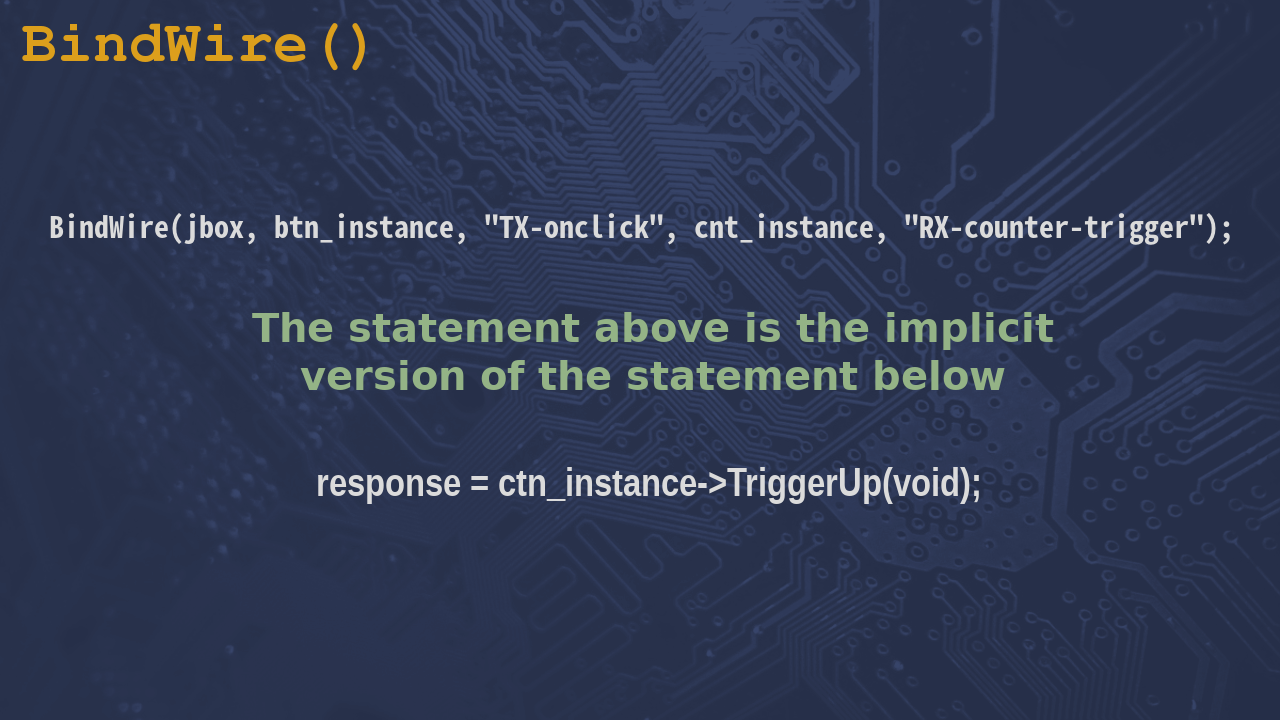 BindWire()
BindWire(jbox, btn_instance, "TX-onclick", cnt_instance, "RX-counter-trigger");
The statement above is the implicit
version of the statement below
response = ctn_instance->TriggerUp(void);